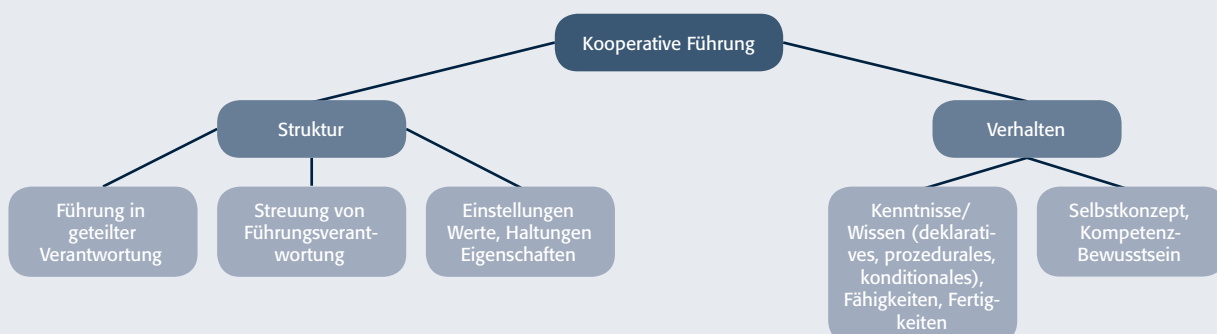 Kooperative Führung
Struktur
Verhalten
Führung in
geteilter
Verantwortung
Streuung von
Führungsverant-
wortung
Einstellungen
Werte, Haltungen
Eigenschaften
Kenntnisse/
Wissen (deklarati-
ves, prozedurales,
konditionales),
Fähigkeiten, Fertig-
keiten
Selbstkonzept,
Kompetenz-
Bewusstsein